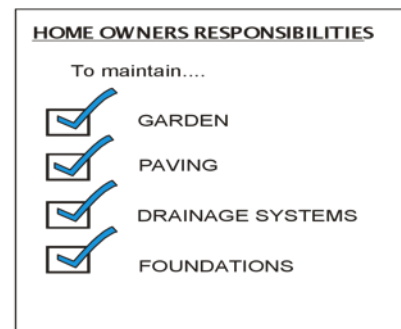 HOME OWNERS RESPONSIBILITIES
To maintain....
GARDEN
PAVING
DRAINAGE SYSTEMS
FOUNDATIONS